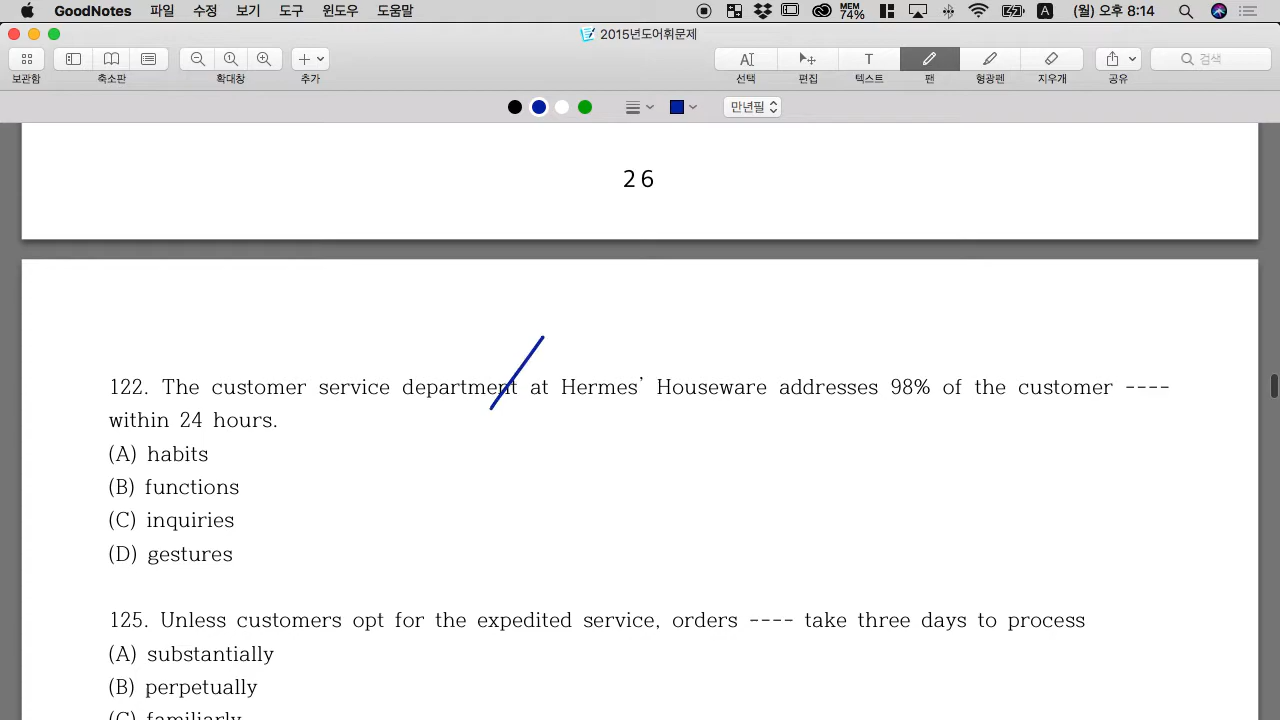 GoodNotes 파일 수정 보기 도구 윈도우 도움말 MEM 74% A (월) 오후 8:14
2015년도어휘문제
보관함 축소판 확대창 추가 선택 편집 T 텍스트 팬 형광펜 지우개 공유 검색
만년필
26
122. The customer service department at Hermes' Houseware addresses 98% of the customer ----
within 24 hours.
(A) habits
(B) functions
(C) inquiries
(D) gestures
125. Unless customers opt for the expedited service, orders ---- take three days to process
(A) substantially
(B) perpetually
(C) familiarly